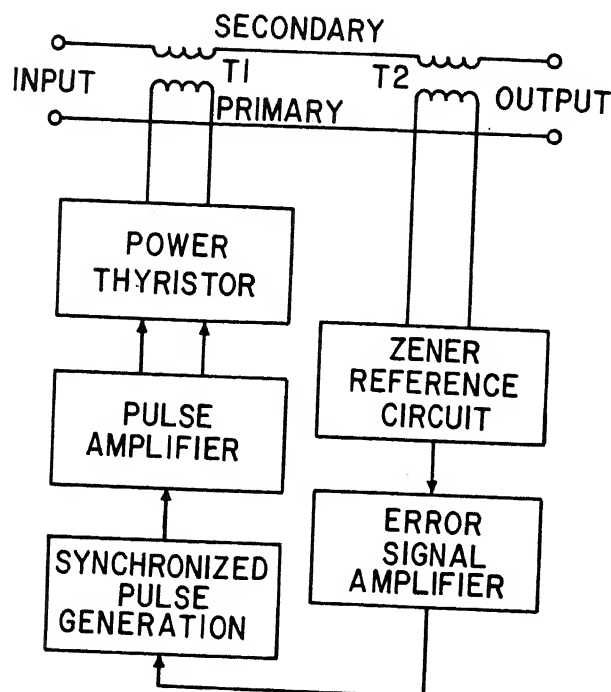 SECONDARY
INPUT
T1
T2
OUTPUT
PRIMARY
POWER
THYRISTOR
PULSE
AMPLIFIER
SYNCHRONIZED
PULSE
GENERATION
ZENER
REFERENCE
CIRCUIT
ERROR
SIGNAL
AMPLIFIER